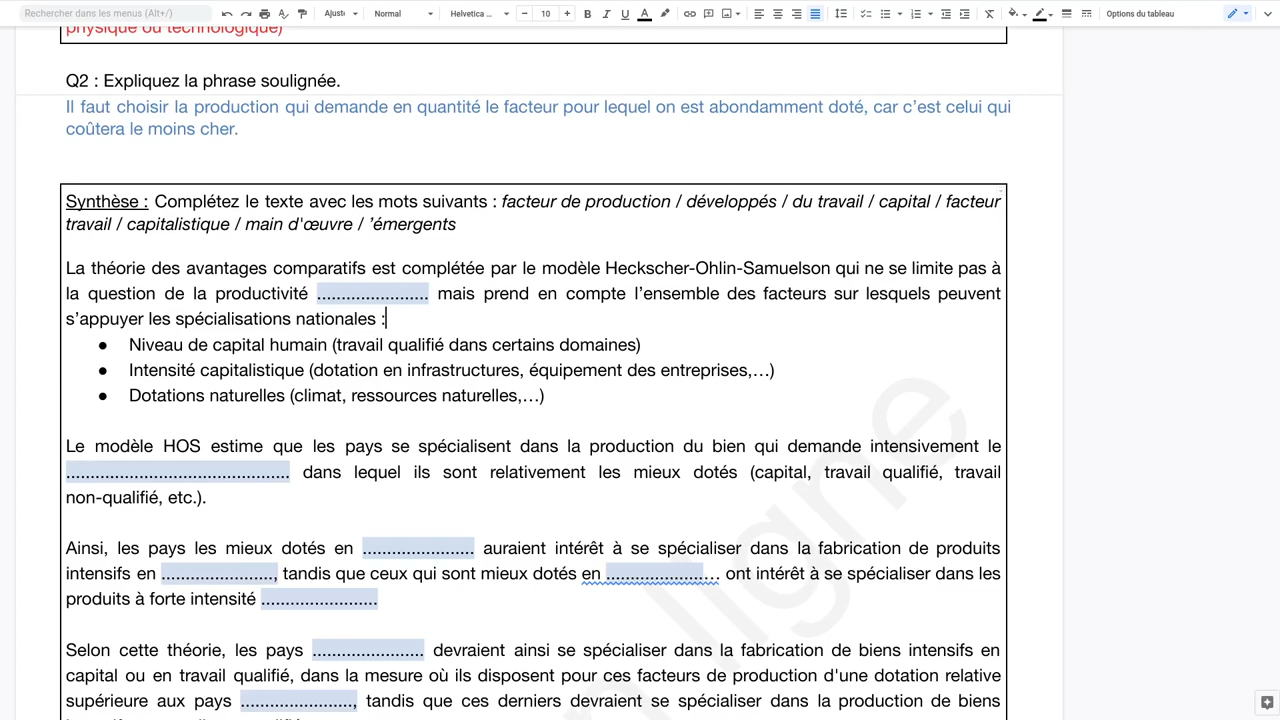 Rechercher dans les menus (Alt+/) Ajuste Normal Helvetica ... − 10 + B I U A Options du tableau
physique ou technologique)
Q2 : Expliquez la phrase soulignée.
Il faut choisir la production qui demande en quantité le facteur pour lequel on est abondamment doté, car c’est celui qui
coûtera le moins cher.
Synthèse : Complétez le texte avec les mots suivants : facteur de production / développés / du travail / capital / facteur
travail / capitalistique / main d'œuvre / ’émergents
La théorie des avantages comparatifs est complétée par le modèle Heckscher-Ohlin-Samuelson qui ne se limite pas à
la question de la productivité ....................... mais prend en compte l’ensemble des facteurs sur lesquels peuvent
s’appuyer les spécialisations nationales :
● Niveau de capital humain (travail qualifié dans certains domaines)
● Intensité capitalistique (dotation en infrastructures, équipement des entreprises,…)
● Dotations naturelles (climat, ressources naturelles,…)
Le modèle HOS estime que les pays se spécialisent dans la production du bien qui demande intensivement le
.............................................. dans lequel ils sont relativement les mieux dotés (capital, travail qualifié, travail
non-qualifié, etc.).
Ainsi, les pays les mieux dotés en ....................... auraient intérêt à se spécialiser dans la fabrication de produits
intensifs en ......................., tandis que ceux qui sont mieux dotés en ....................… ont intérêt à se spécialiser dans les
produits à forte intensité ........................
Selon cette théorie, les pays ....................... devraient ainsi se spécialiser dans la fabrication de biens intensifs en
capital ou en travail qualifié, dans la mesure où ils disposent pour ces facteurs de production d'une dotation relative
supérieure aux pays ......................., tandis que ces derniers devraient se spécialiser dans la production de biens
ligne